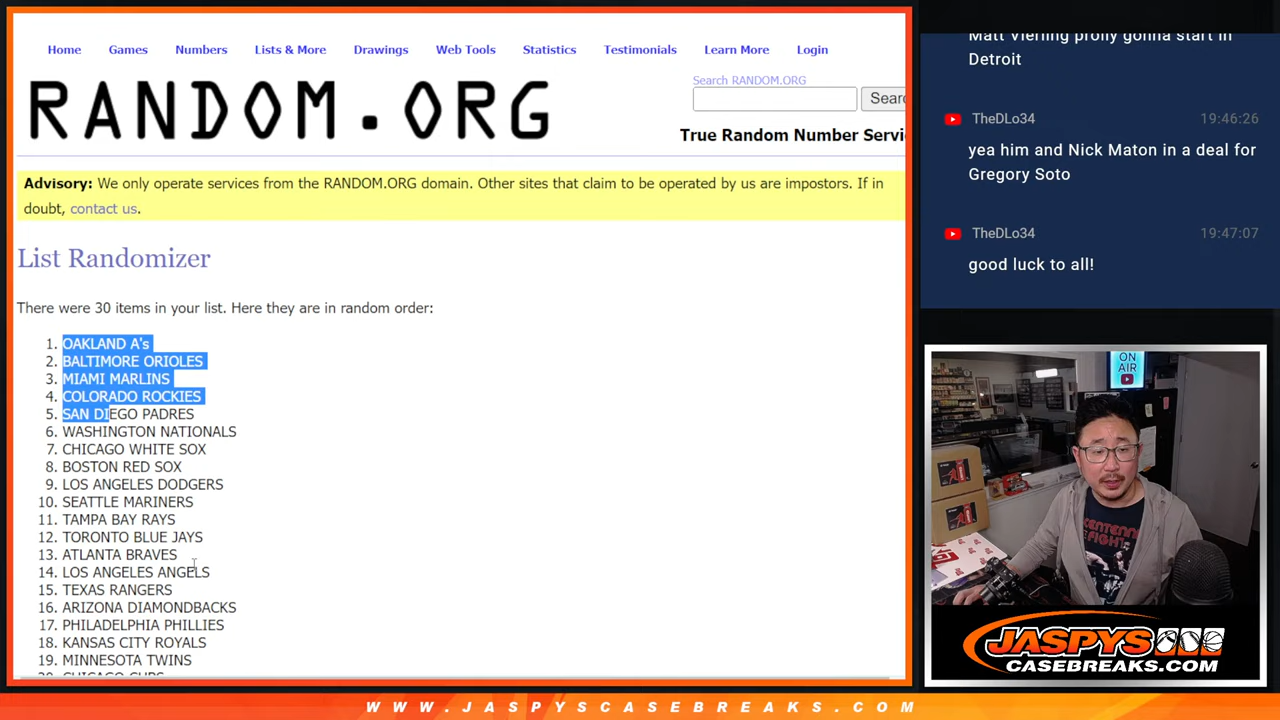 Home Games Numbers Lists & More Drawings Web Tools Statistics Testimonials Learn More Login
RANDOM.ORG
Search RANDOM.ORG
Searc
True Random Number Servi
Advisory: We only operate services from the RANDOM.ORG domain. Other sites that claim to be operated by us are impostors. If in
doubt, contact us.
List Randomizer
There were 30 items in your list. Here they are in random order:
1. OAKLAND A's
2. BALTIMORE ORIOLES
3. MIAMI MARLINS
4. COLORADO ROCKIES
5. SAN DIEGO PADRES
6. WASHINGTON NATIONALS
7. CHICAGO WHITE SOX
8. BOSTON RED SOX
9. LOS ANGELES DODGERS
10. SEATTLE MARINERS
11. TAMPA BAY RAYS
12. TORONTO BLUE JAYS
13. ATLANTA BRAVES
14. LOS ANGELES ANGELS
15. TEXAS RANGERS
16. ARIZONA DIAMONDBACKS
17. PHILADELPHIA PHILLIES
18. KANSAS CITY ROYALS
19. MINNESOTA TWINS
20. CHICAGO CUBS
Matt Vierling prolly gonna start in
Detroit
TheDLo34 19:46:26
yea him and Nick Maton in a deal for
Gregory Soto
TheDLo34 19:47:07
good luck to all!
ON
AIR
JASPYS
CASEBREAKS.COM
WWW.JASPYSCASEBREAKS.COM